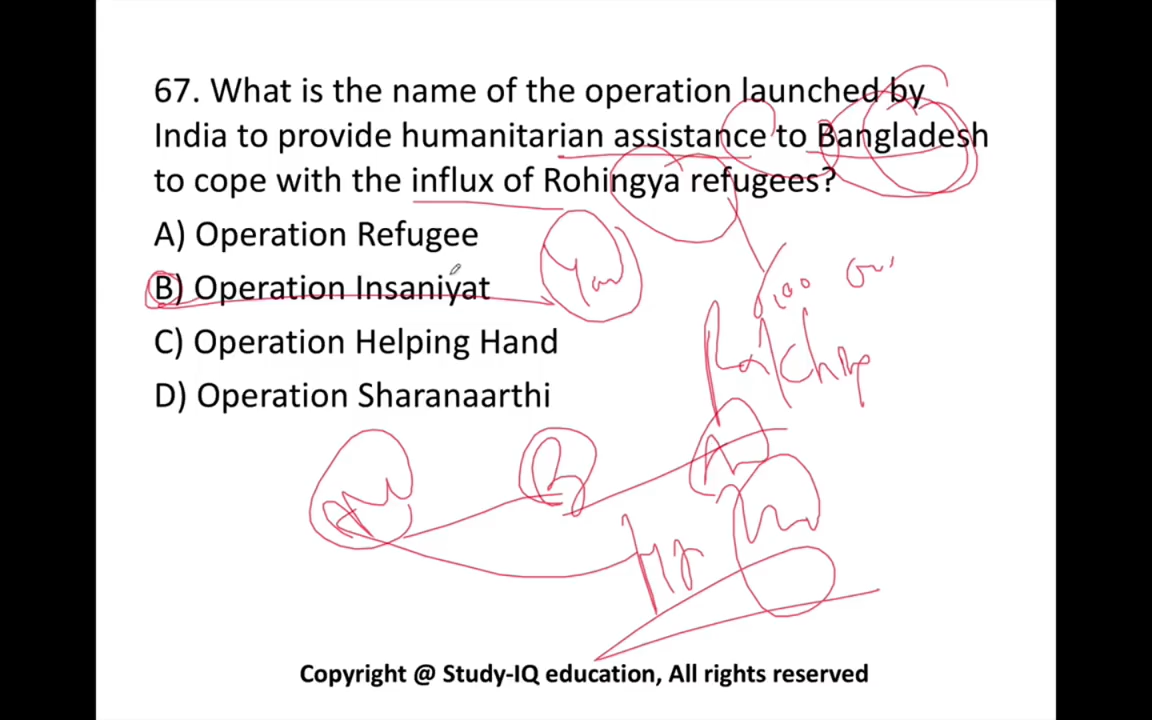 67. What is the name of the operation launched by
India to provide humanitarian assistance to Bangladesh
to cope with the influx of Rohingya refugees?
A) Operation Refugee
B) Operation Insaniyat
C) Operation Helping Hand
D) Operation Sharanaarthi
Copyright @ Study-IQ education, All rights reserved